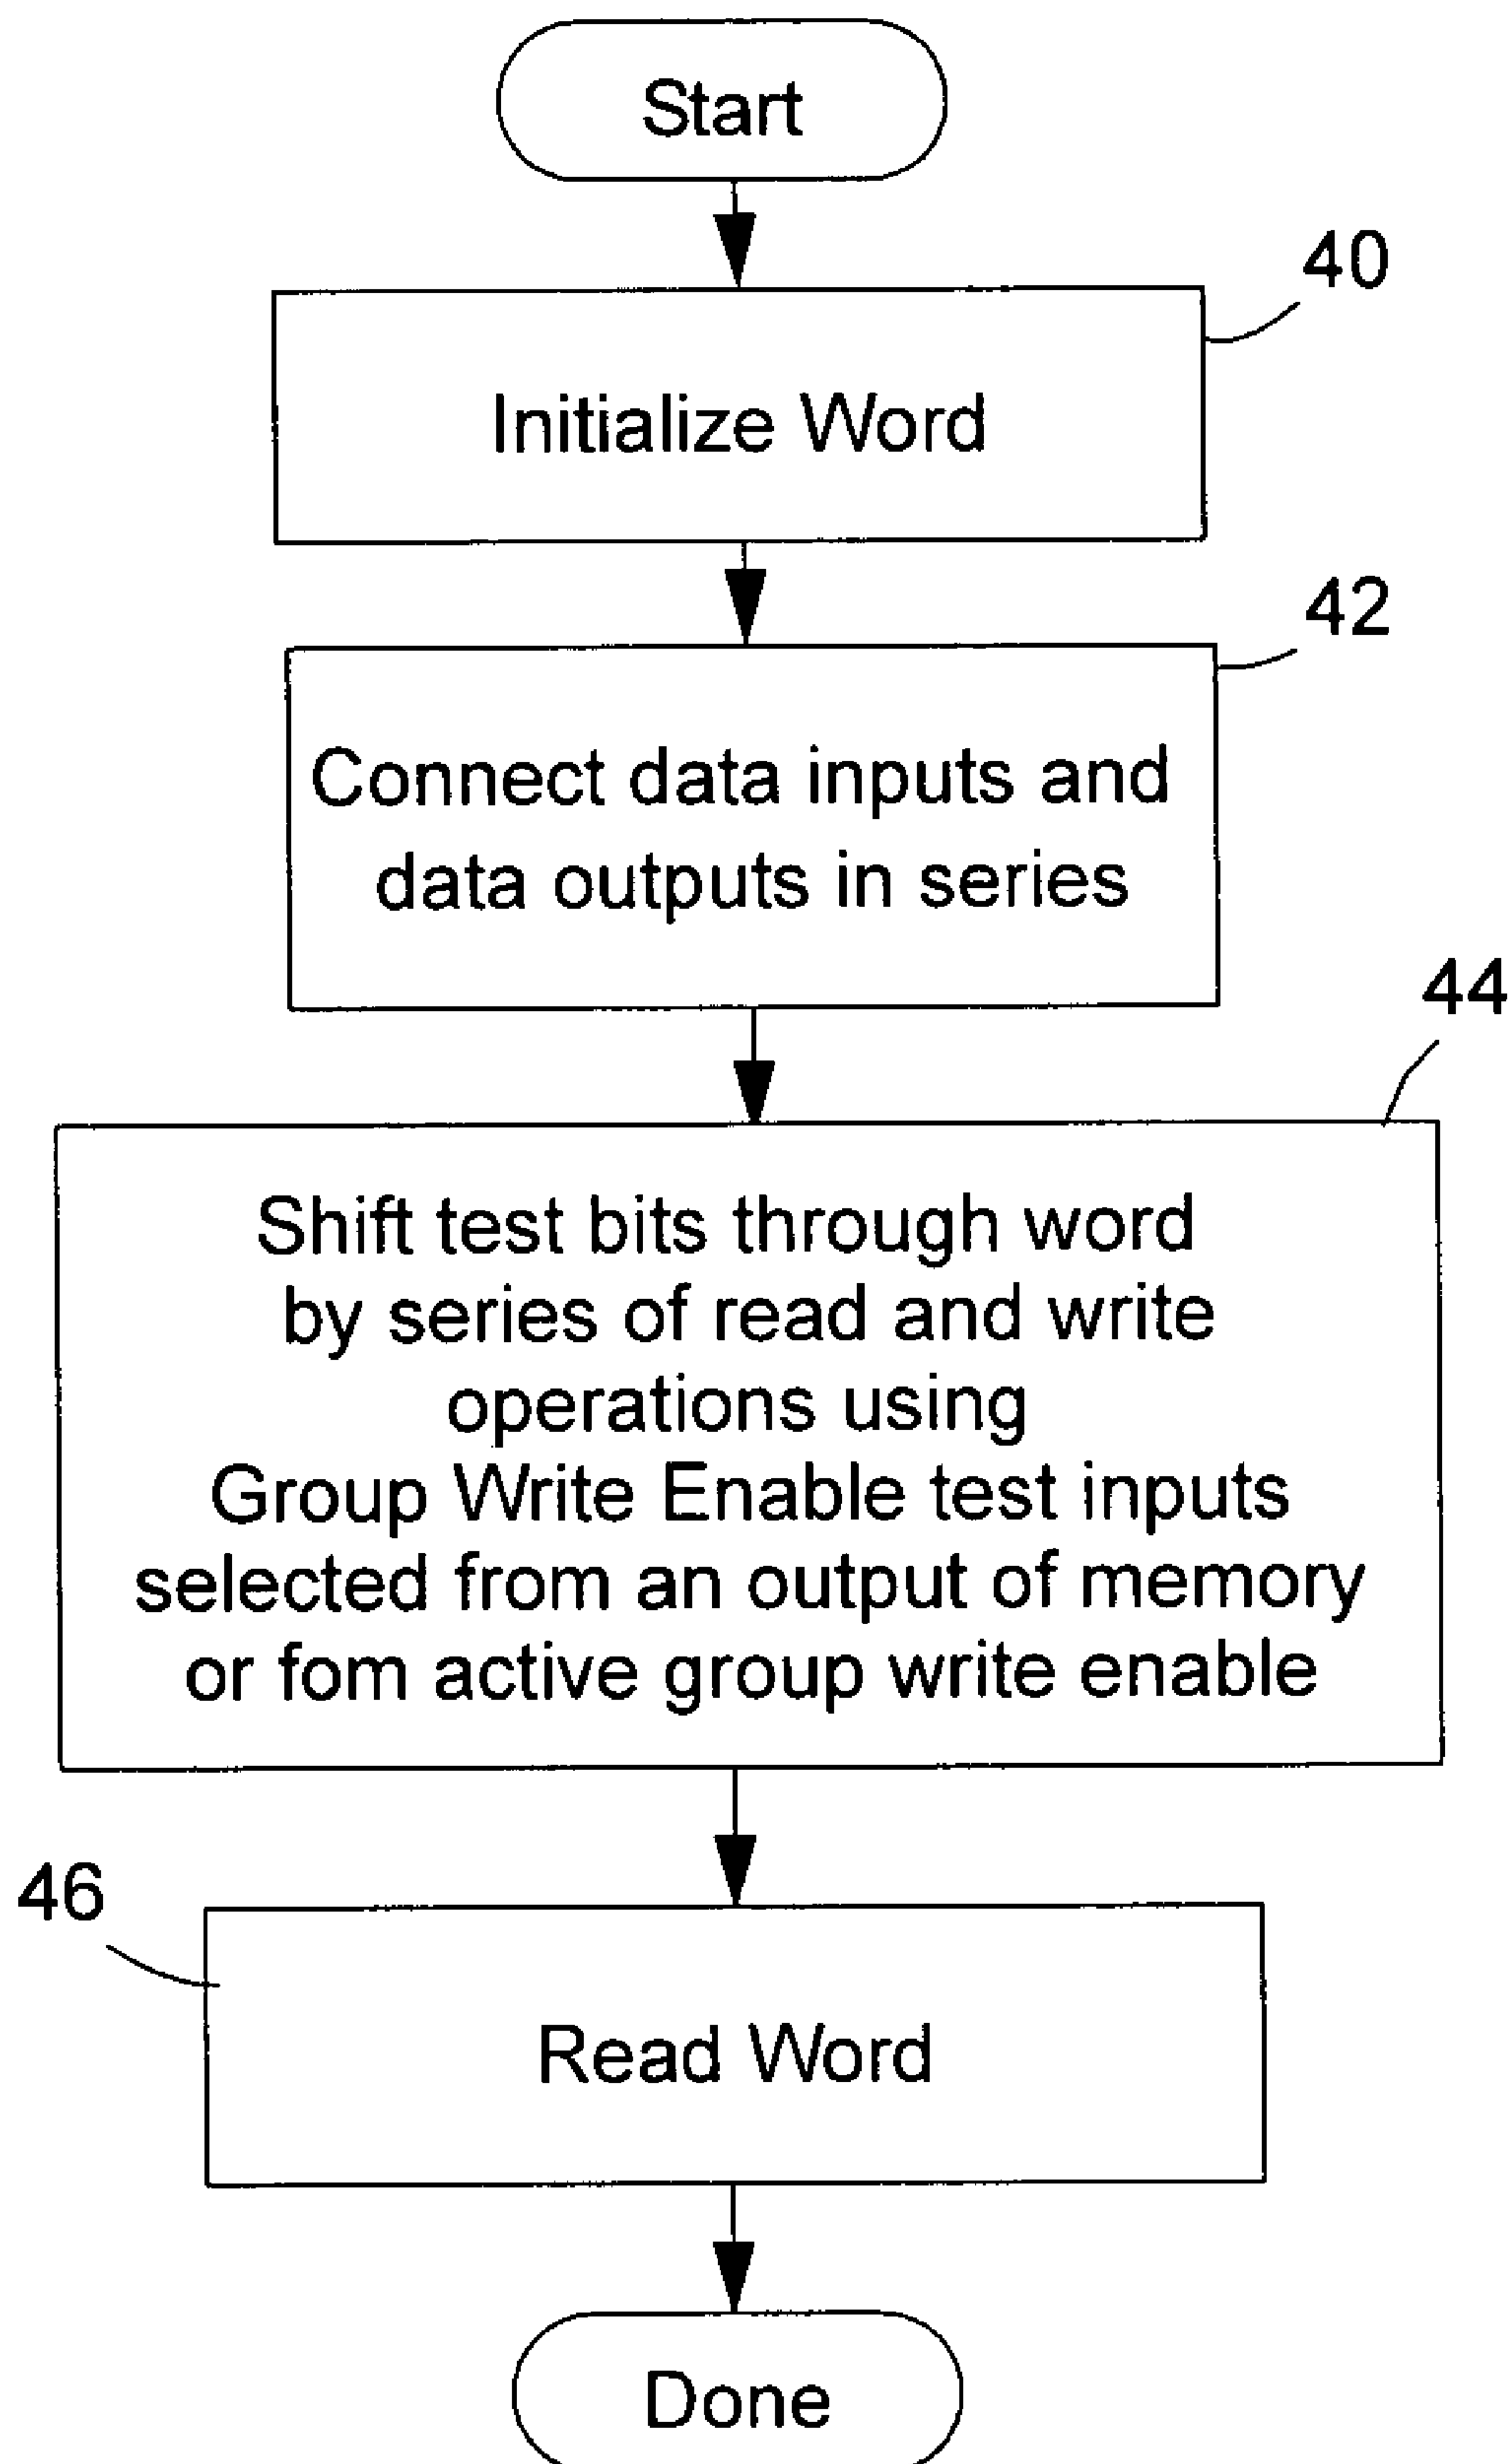 Start
40
Initialize Word
42
Connect data inputs and
data outputs in series
44
Shift test bits through word
by series of read and write
operations using
Group Write Enable test inputs
selected from an output of memory
or fom active group write enable
46
Read Word
Done